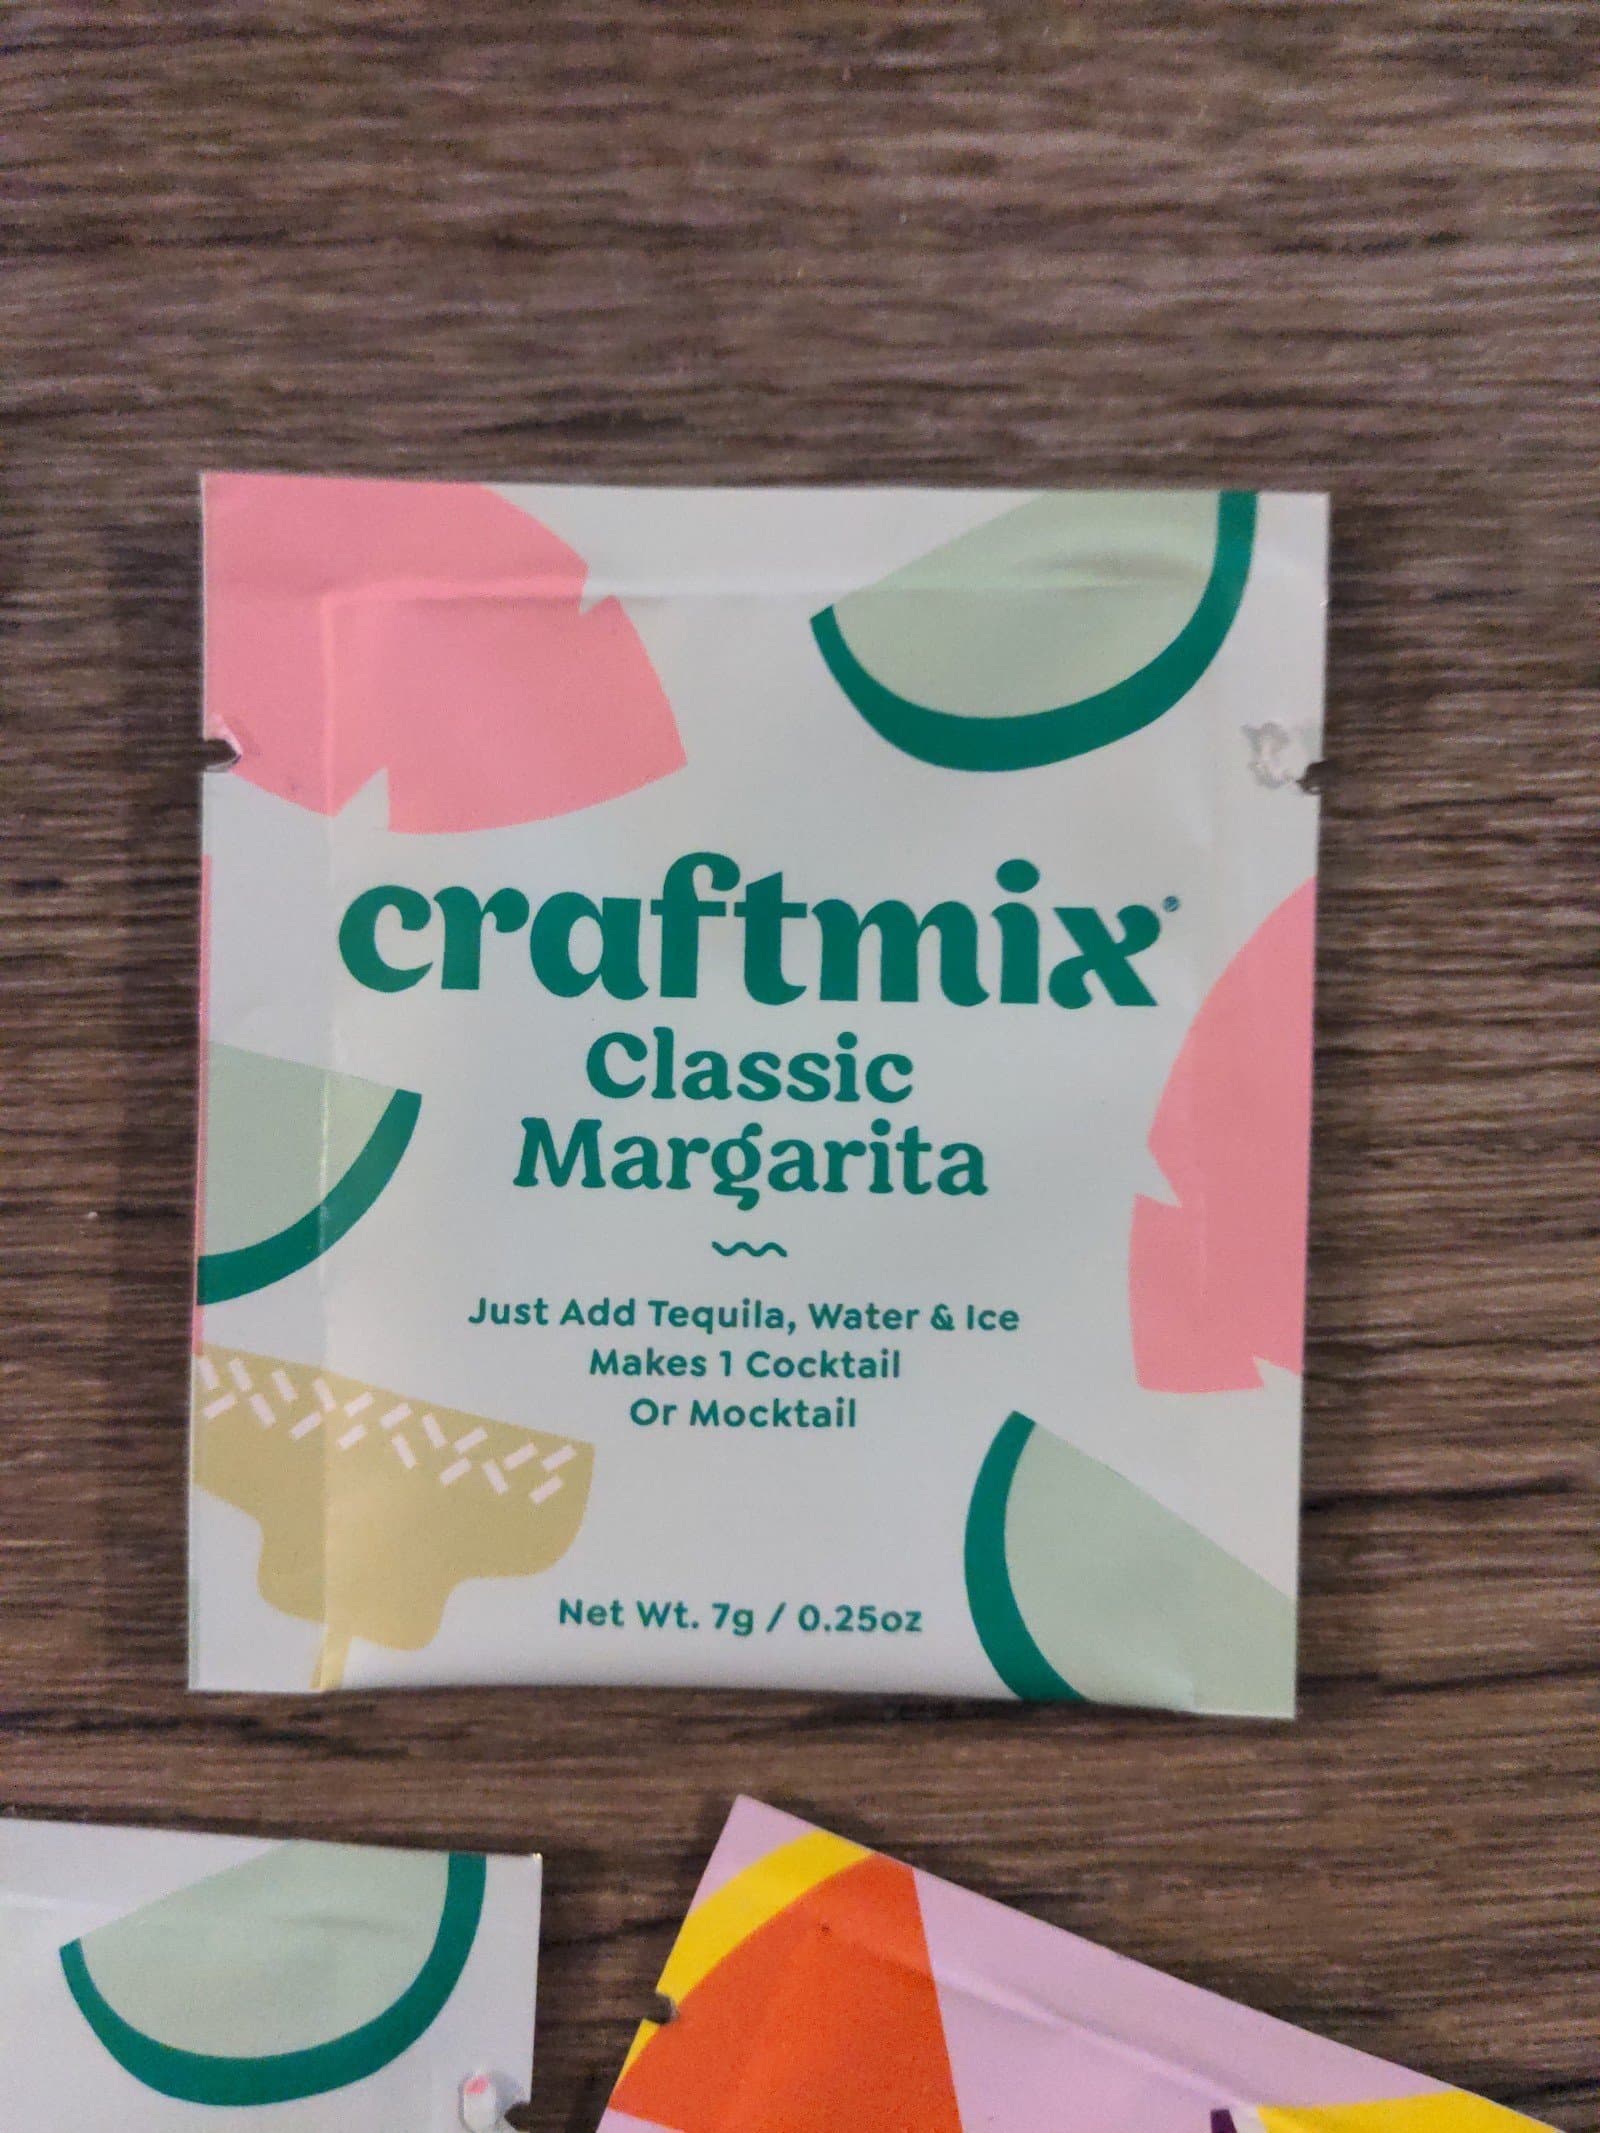 craftmix®
Classic
Margarita
Just Add Tequila, Water & Ice
Makes 1 Cocktail
Or Mocktail
Net Wt. 7g / 0.25oz